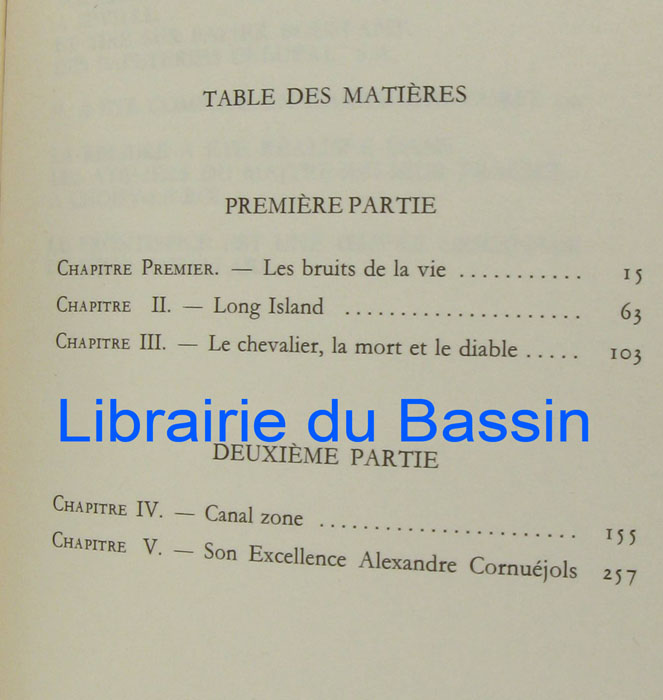 TABLE DES MATIÈRES
PREMIÈRE PARTIE
CHAPITRE PREMIER. — Les bruits de la vie ........... 15
CHAPITRE II. — Long Island ...................... 63
CHAPITRE III. — Le chevalier, la mort et le diable ..... 103
Librairie du Bassin
DEUXIÈME PARTIE
CHAPITRE IV. — Canal zone ........................ 155
CHAPITRE V. — Son Excellence Alexandre Cornuéjols 257